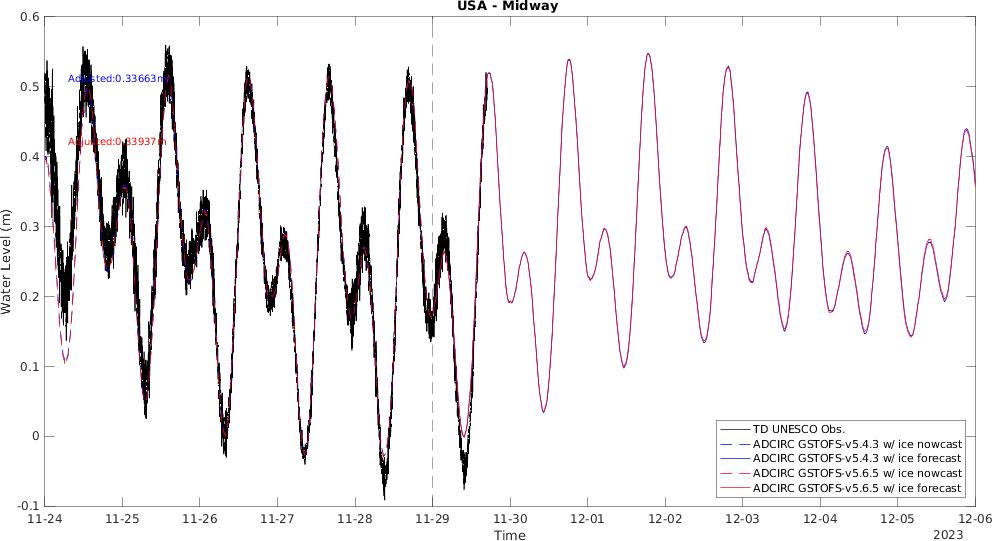 USA - Midway
0.6
0.5
0.4
0.3
0.2
0.1
0
-0.1
Water Level (m)
Adjusted:0.33663m
Adjusted:0.33937m
TD UNESCO Obs.
ADCIRC GSTOFS-v5.4.3 w/ ice nowcast
ADCIRC GSTOFS-v5.4.3 w/ ice forecast
ADCIRC GSTOFS-v5.6.5 w/ ice nowcast
ADCIRC GSTOFS-v5.6.5 w/ ice forecast
11-24 11-25 11-26 11-27 11-28 11-29 11-30 12-01 12-02 12-03 12-04 12-05 12-06
Time
2023